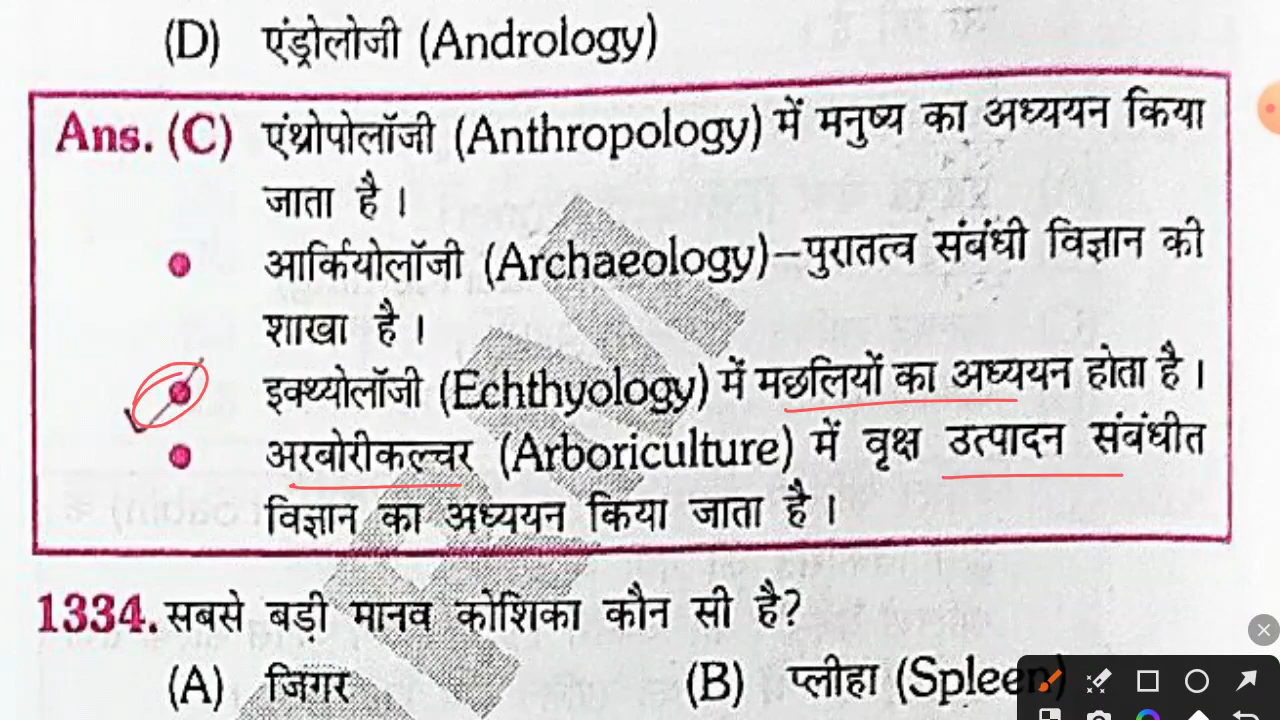 (D) एंड्रोलोजी (Andrology)
Ans. (C) एंथ्रोपोलॉजी (Anthropology) में मनुष्य का अध्ययन किया
जाता है ।
आर्कियोलॉजी (Archaeology)–पुरातत्व संबंधी विज्ञान की
शाखा है ।
इक्थ्योलॉजी (Echthyology) में मछलियों का अध्ययन होता है ।
अरबोरीकल्चर (Arboriculture) में वृक्ष उत्पादन संबंधीत
विज्ञान का अध्ययन किया जाता है ।
1334. सबसे बड़ी मानव कोशिका कौन सी है?
(A) जिगर (B) प्लीहा (Spleen)